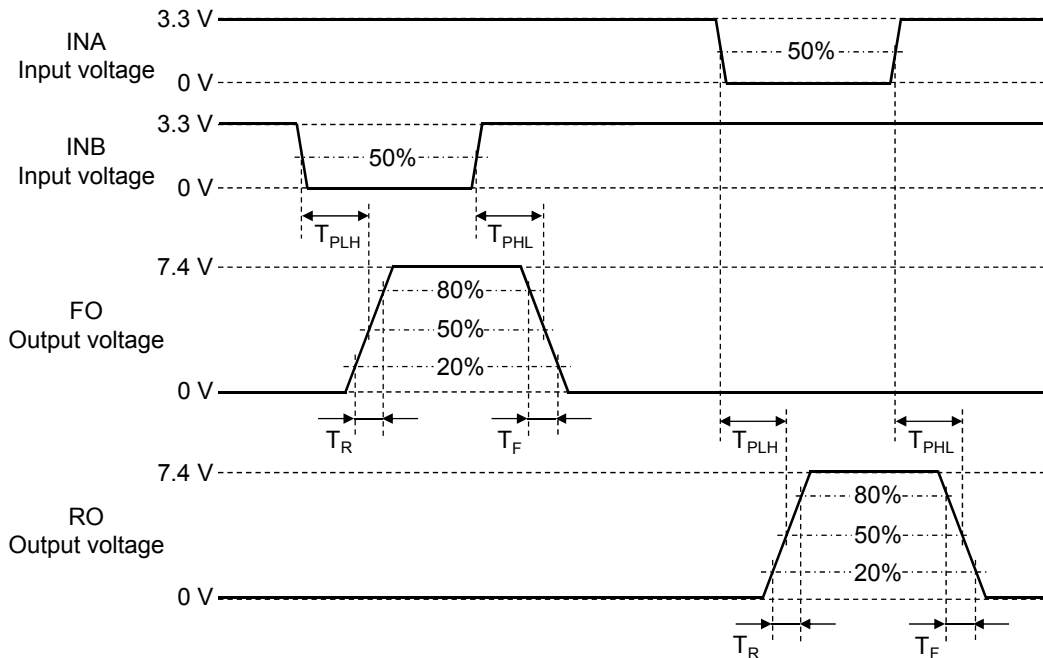 3.3 V
INA
Input voltage
50%
0 V
3.3 V
INB
Input voltage
50%
0 V
TPLH
TPHL
7.4 V
80%
FO
Output voltage
50%
20%
0 V
TR
TF
TPLH
TPHL
7.4 V
80%
RO
Output voltage
50%
20%
0 V
TR
TF